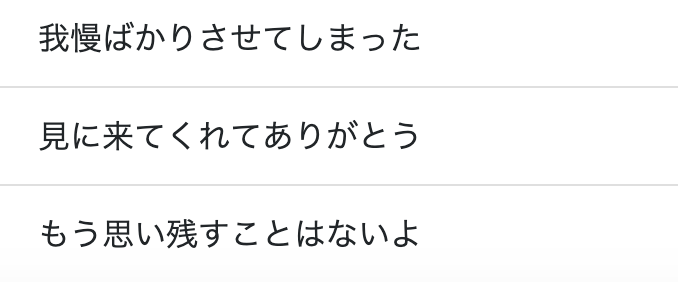 我慢ばかりさせてしまった
見に来てくれてありがとう
もう思い残すことはないよ